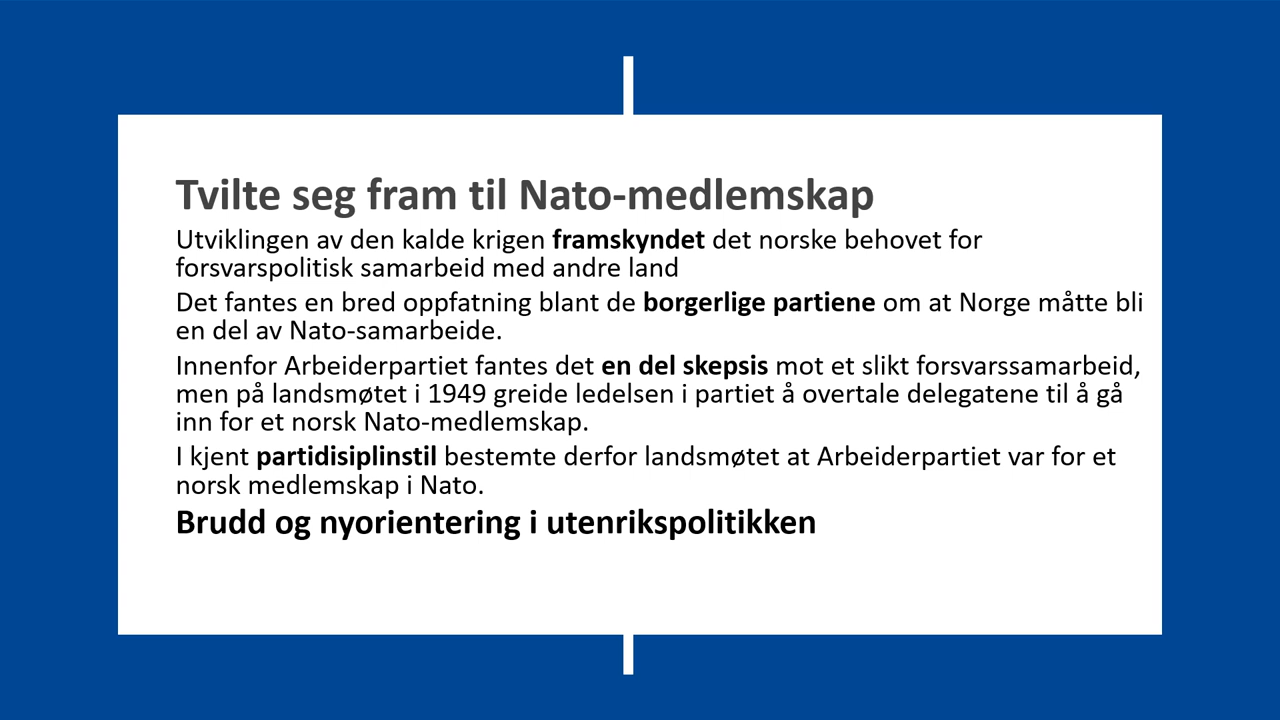 Tvilte seg fram til Nato-medlemskap
Utviklingen av den kalde krigen framskyndet det norske behovet for
forsvarspolitisk samarbeid med andre land
Det fantes en bred oppfatning blant de borgerlige partiene om at Norge måtte bli
en del av Nato-samarbeide.
Innenfor Arbeiderpartiet fantes det en del skepsis mot et slikt forsvarssamarbeid,
men på landsmøtet i 1949 greide ledelsen i partiet å overtale delegatene til å gå
inn for et norsk Nato-medlemskap.
I kjent partidisiplinstil bestemte derfor landsmøtet at Arbeiderpartiet var for et
norsk medlemskap i Nato.
Brudd og nyorientering i utenrikspolitikken